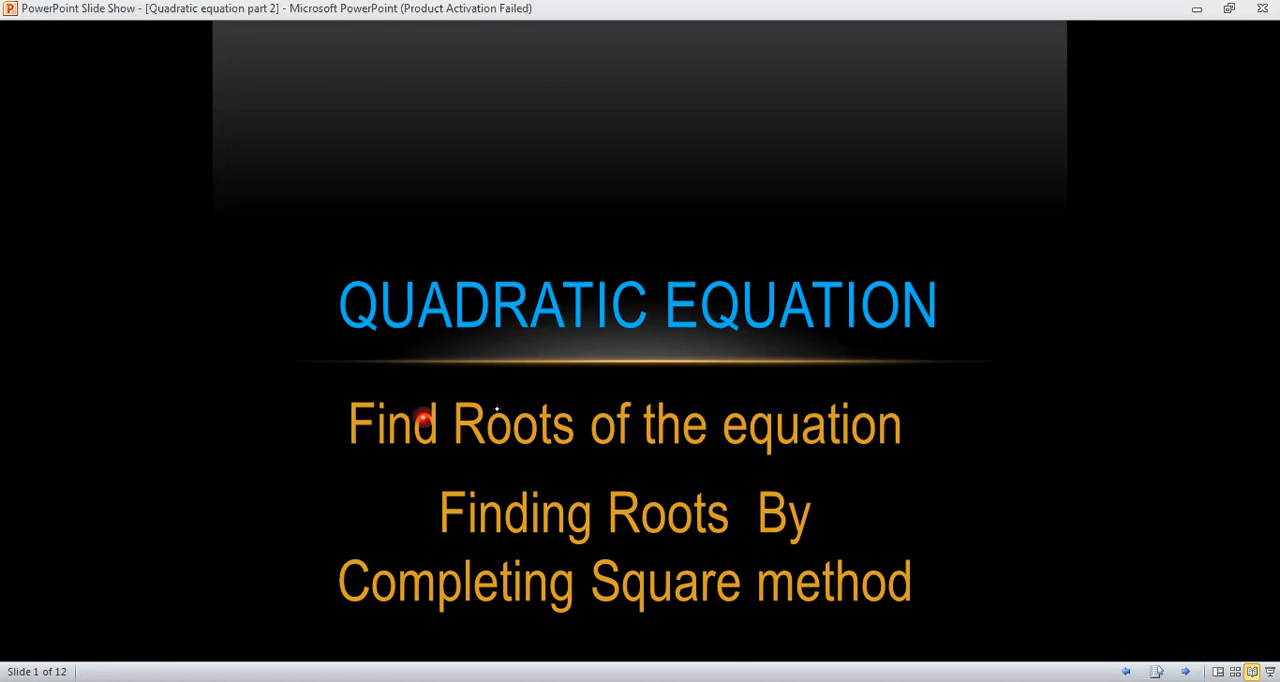 PowerPoint Slide Show - [Quadratic equation part 2] - Microsoft PowerPoint (Product Activation Failed)
QUADRATIC EQUATION
Find Roots of the equation
Finding Roots By
Completing Square method
Slide 1 of 12